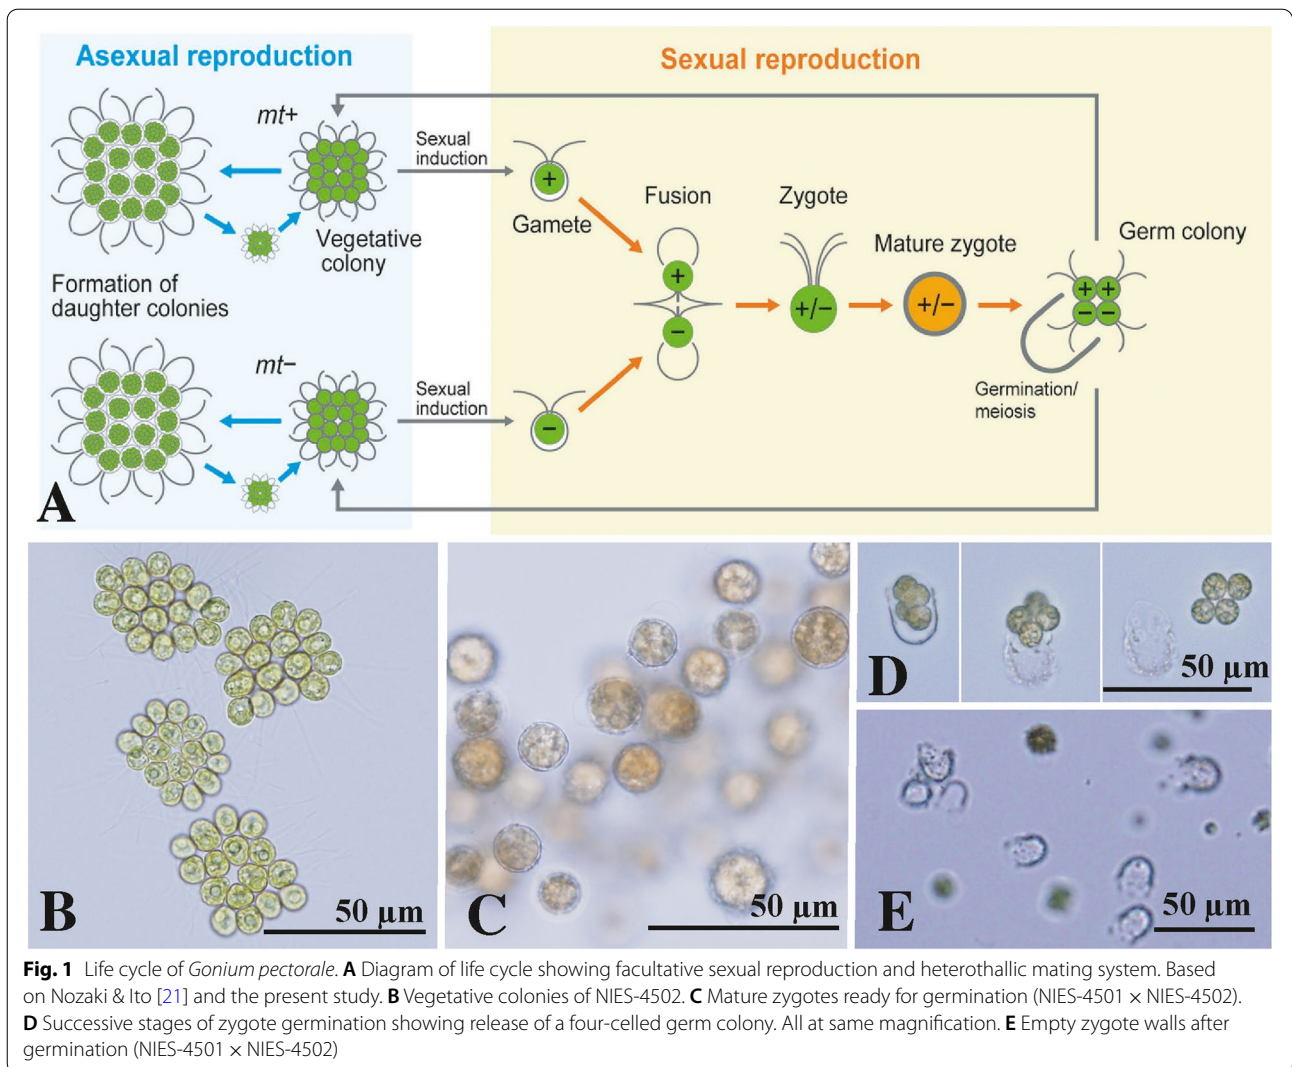 Asexual reproduction
Sexual reproduction
mt+
Sexual
induction
+
Gamete
Fusion
Zygote
Mature zygote
Germ colony
Vegetative
colony
Formation of
daughter colonies
+
−
+/−
+/−
+ +
− −
Germination/
meiosis
mt−
Sexual
induction
−
A
B
50 µm
C
50 µm
D
50 µm
E
50 µm
Fig. 1 Life cycle of Gonium pectorale. A Diagram of life cycle showing facultative sexual reproduction and heterothallic mating system. Based
on Nozaki & Ito [21] and the present study. B Vegetative colonies of NIES-4502. C Mature zygotes ready for germination (NIES-4501 × NIES-4502).
D Successive stages of zygote germination showing release of a four-celled germ colony. All at same magnification. E Empty zygote walls after
germination (NIES-4501 × NIES-4502)